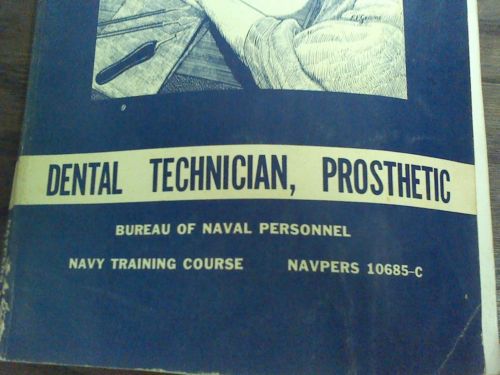 DENTAL TECHNICIAN, PROSTHETIC
BUREAU OF NAVAL PERSONNEL
NAVY TRAINING COURSE NAVPERS 10685-C